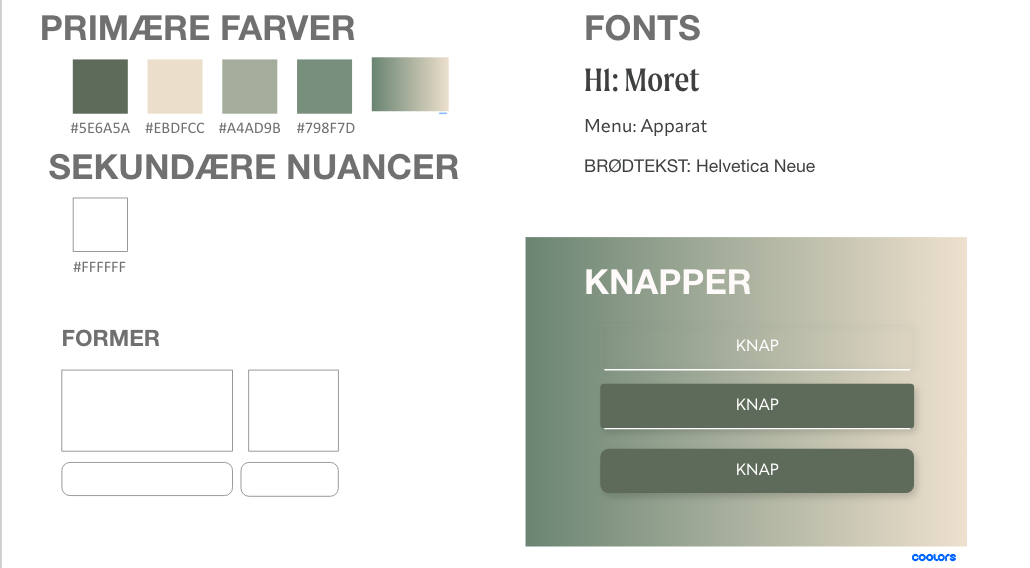 PRIMÆRE FARVER
#5E6A5A #EBDFCC #A4AD9B #798F7D
SEKUNDÆRE NUANCER
#FFFFFF
FORMER
FONTS
H1: Moret
Menu: Apparat
BRØDTEKST: Helvetica Neue
KNAPPER
KNAP
KNAP
KNAP
coolors